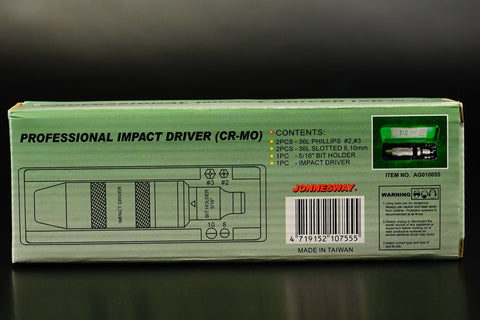 PROFESSIONAL IMPACT DRIVER (CR-MO)
CONTENTS:
2PCS - 36L PHILLIPS #2,#3
2PCS - 36L SLOTTED 8,10mm
1PC - 5/16" BIT HOLDER
1PC - IMPACT DRIVER
ITEM NO. AG010055
#3 #2
IMPACT DRIVER
BIT HOLDER
5/16"
10 8
JONNESWAY
4 719152 107555
MADE IN TAIWAN
WARNING